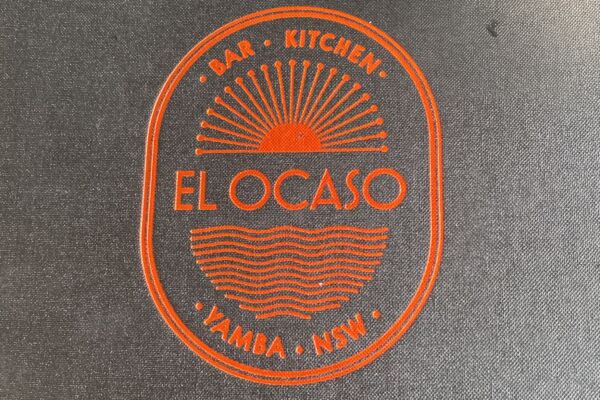 BAR · KITCHEN
EL OCASO
YAMBA · NSW